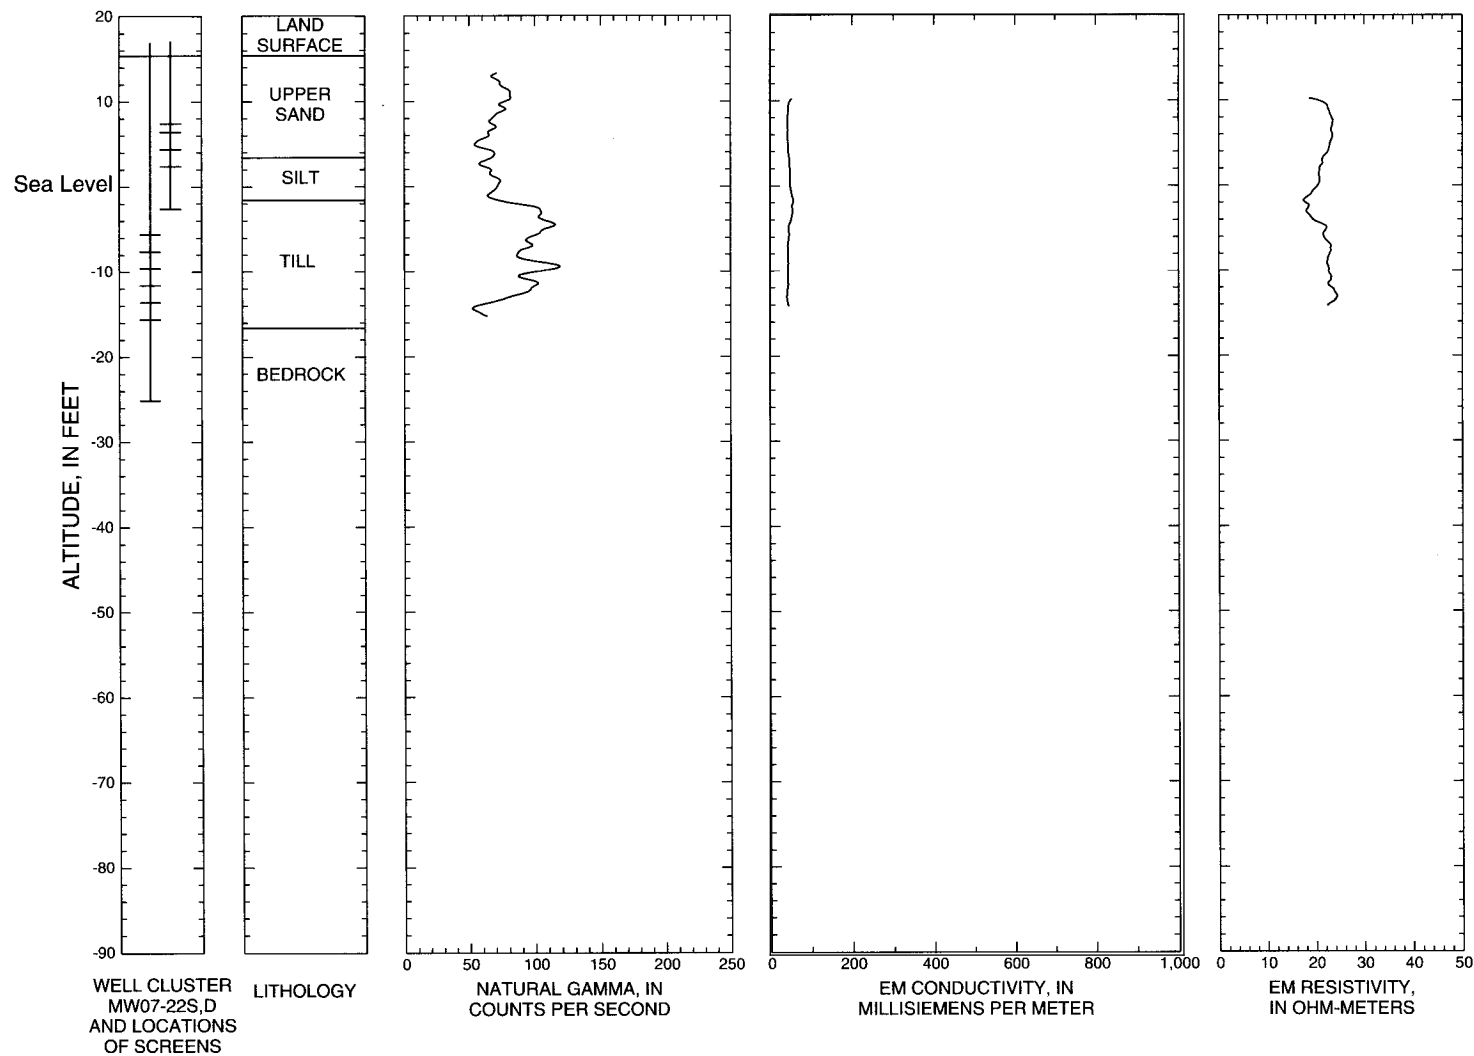 20
10
Sea Level
-10
-20
-30
-40
-50
-60
-70
-80
-90
ALTITUDE, IN FEET
WELL CLUSTER
MW07-22S,D
AND LOCATIONS
OF SCREENS
LAND
SURFACE
UPPER
SAND
SILT
TILL
BEDROCK
LITHOLOGY
0 50 100 150 200 250
NATURAL GAMMA, IN
COUNTS PER SECOND
0 200 400 600 800 1,000
EM CONDUCTIVITY, IN
MILLISIEMENS PER METER
0 10 20 30 40 50
EM RESISTIVITY,
IN OHM-METERS